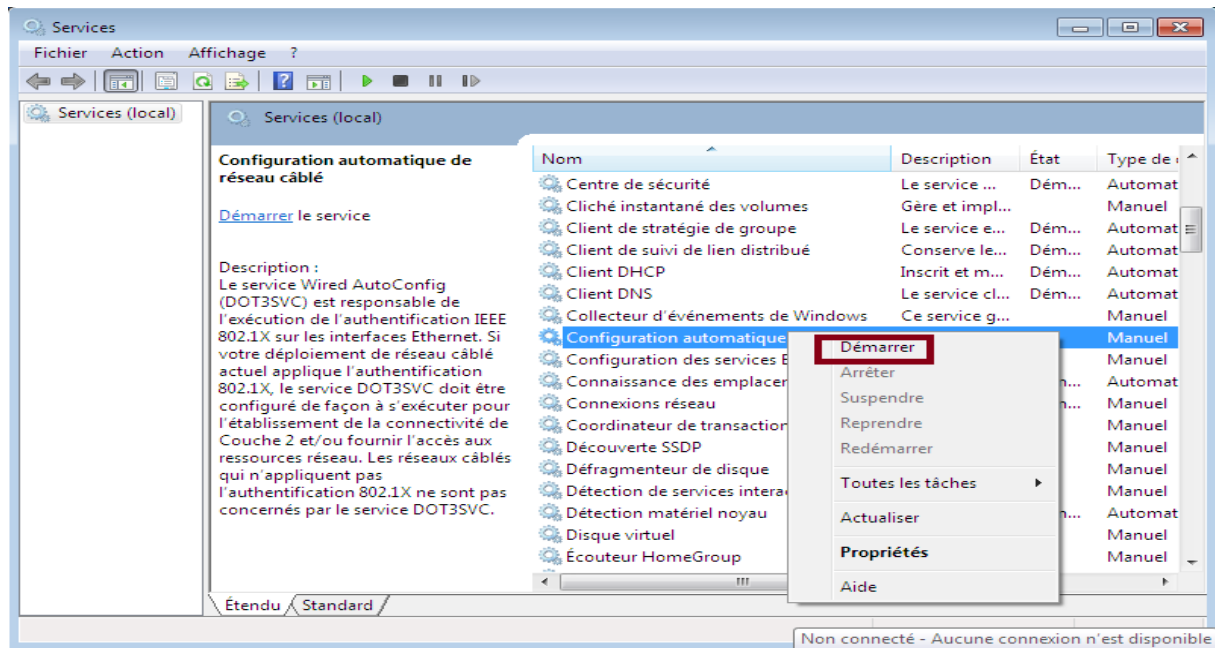 Services
Fichier Action Affichage ?
Services (local)
Services (local)
Configuration automatique de
réseau câblé
Démarrer le service
Description :
Le service Wired AutoConfig
(DOT3SVC) est responsable de
l'exécution de l'authentification IEEE
802.1X sur les interfaces Ethernet. Si
votre déploiement de réseau câblé
actuel applique l'authentification
802.1X, le service DOT3SVC doit être
configuré de façon à s'exécuter pour
l'établissement de la connectivité de
Couche 2 et/ou fournir l'accès aux
ressources réseau. Les réseaux câblés
qui n'appliquent pas
l'authentification 802.1X ne sont pas
concernés par le service DOT3SVC.
Nom Description État Type de
Centre de sécurité Le service ... Dém... Automat
Cliché instantané des volumes Gère et impl... Manuel
Client de stratégie de groupe Le service e... Dém... Automat
Client de suivi de lien distribué Conserve le... Dém... Automat
Client DHCP Inscrit et m... Dém... Automat
Client DNS Le service cl... Dém... Automat
Collecteur d'événements de Windows Ce service g... Manuel
Configuration automatique Manuel
Configuration des services Manuel
Connaissance des emplacer Automat
Connexions réseau Manuel
Coordinateur de transaction Manuel
Découverte SSDP Manuel
Défragmenteur de disque Manuel
Détection de services intera Manuel
Détection matériel noyau Automat
Disque virtuel Manuel
Écouteur HomeGroup Manuel
Démarrer
Arrêter
Suspendre
Reprendre
Redémarrer
Toutes les tâches
Actualiser
Propriétés
Aide
Étendu Standard
Non connecté - Aucune connexion n'est disponible